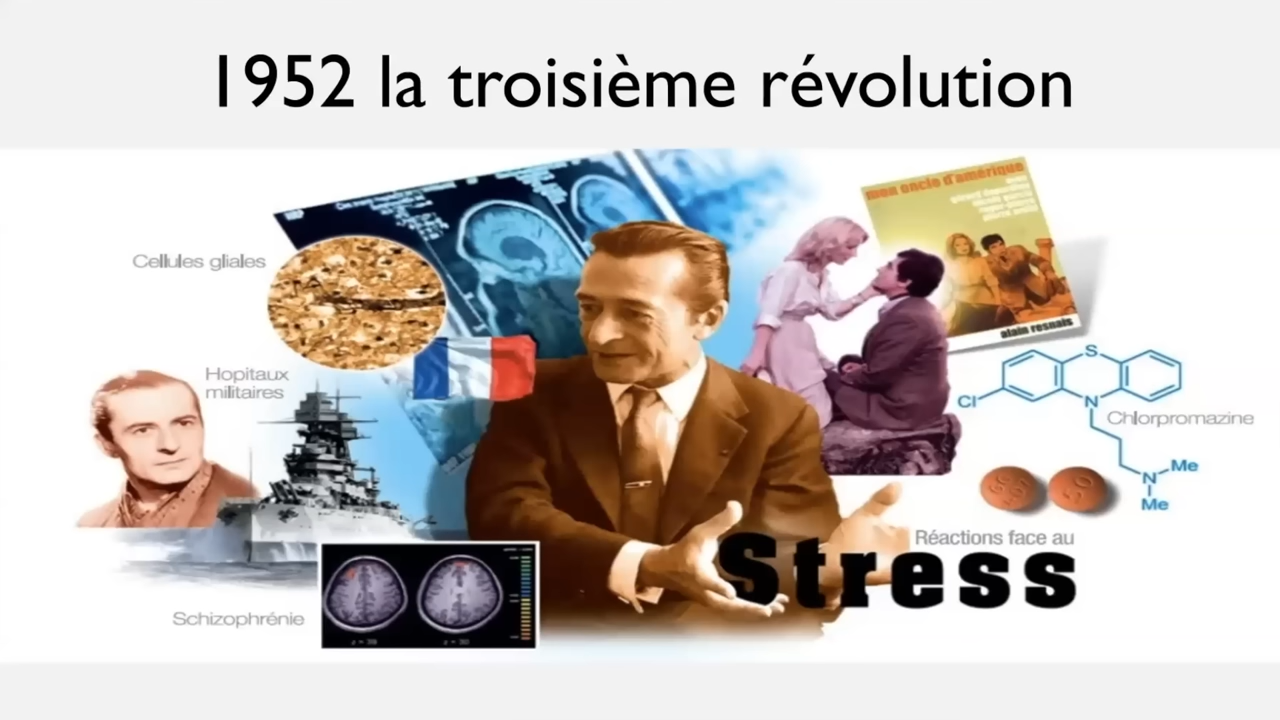 1952 la troisième révolution
mon oncle d'amérique
Cellules gliales
alain resnais
Hopitaux
militaires
S
Cl
N
Chlorpromazine
N
Me
Me
50
Réactions face au
Stress
Schizophrénie